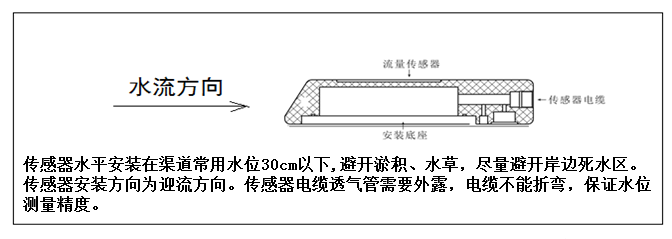 流量传感器
水流方向
传感器电缆
安装底座
传感器水平安装在渠道常用水位30cm以下,避开淤积、水草，尽量避开岸边死水区。
传感器安装方向为迎流方向。传感器电缆透气管需要外露，电缆不能折弯，保证水位
测量精度。